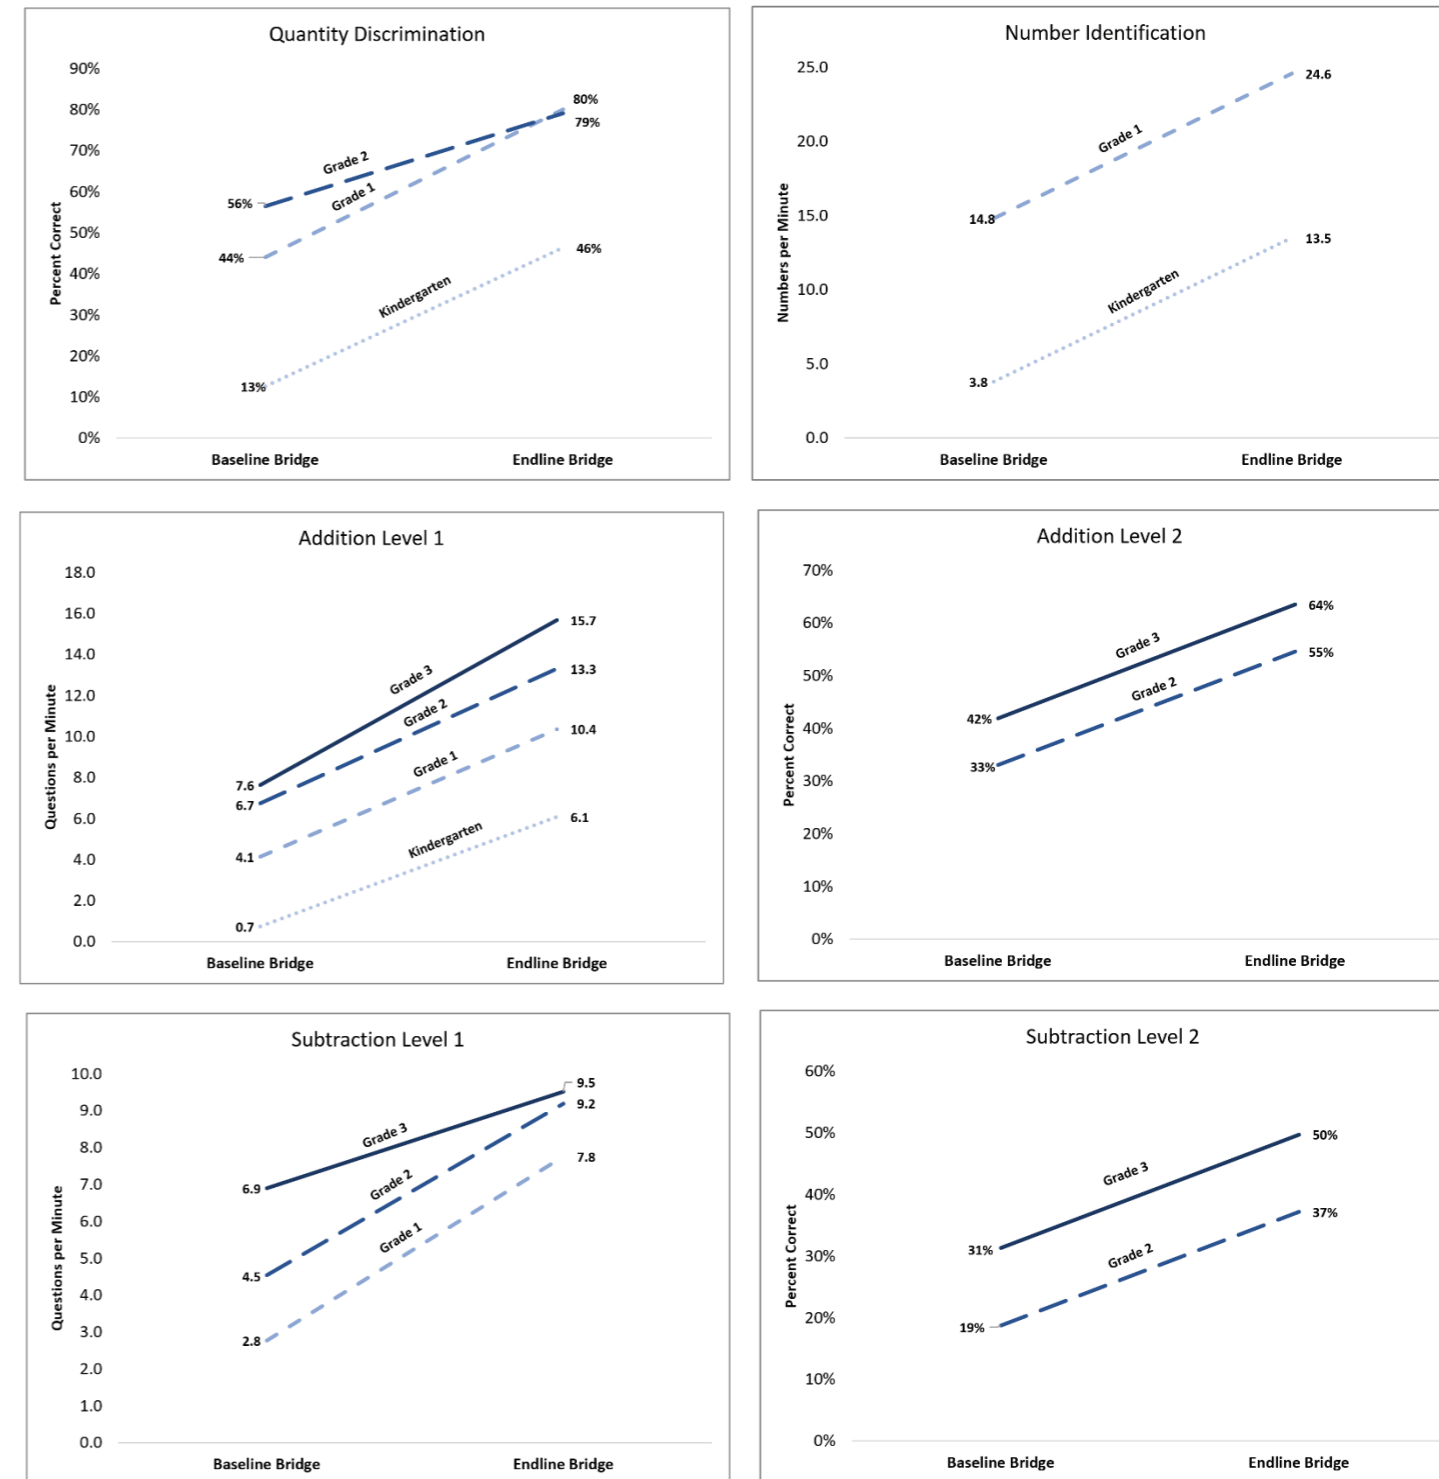 Quantity Discrimination
90%
80%
70%
60%
50%
40%
30%
20%
10%
0%
Percent Correct
Grade 2
Grade 1
Kindergarten
56%
44%
13%
80%
79%
46%
Baseline Bridge
Endline Bridge
Number Identification
25.0
20.0
15.0
10.0
5.0
0.0
Numbers per Minute
Grade 1
Kindergarten
14.8
3.8
24.6
13.5
Baseline Bridge
Endline Bridge
Addition Level 1
18.0
16.0
14.0
12.0
10.0
8.0
6.0
4.0
2.0
0.0
Questions per Minute
Grade 3
Grade 2
Grade 1
Kindergarten
7.6
6.7
4.1
0.7
15.7
13.3
10.4
6.1
Baseline Bridge
Endline Bridge
Addition Level 2
70%
60%
50%
40%
30%
20%
10%
0%
Percent Correct
Grade 3
Grade 2
42%
33%
64%
55%
Baseline Bridge
Endline Bridge
Subtraction Level 1
10.0
9.0
8.0
7.0
6.0
5.0
4.0
3.0
2.0
1.0
0.0
Questions per Minute
Grade 3
Grade 2
Grade 1
6.9
4.5
2.8
9.5
9.2
7.8
Baseline Bridge
Endline Bridge
Subtraction Level 2
60%
50%
40%
30%
20%
10%
0%
Percent Correct
Grade 3
Grade 2
31%
19%
50%
37%
Baseline Bridge
Endline Bridge